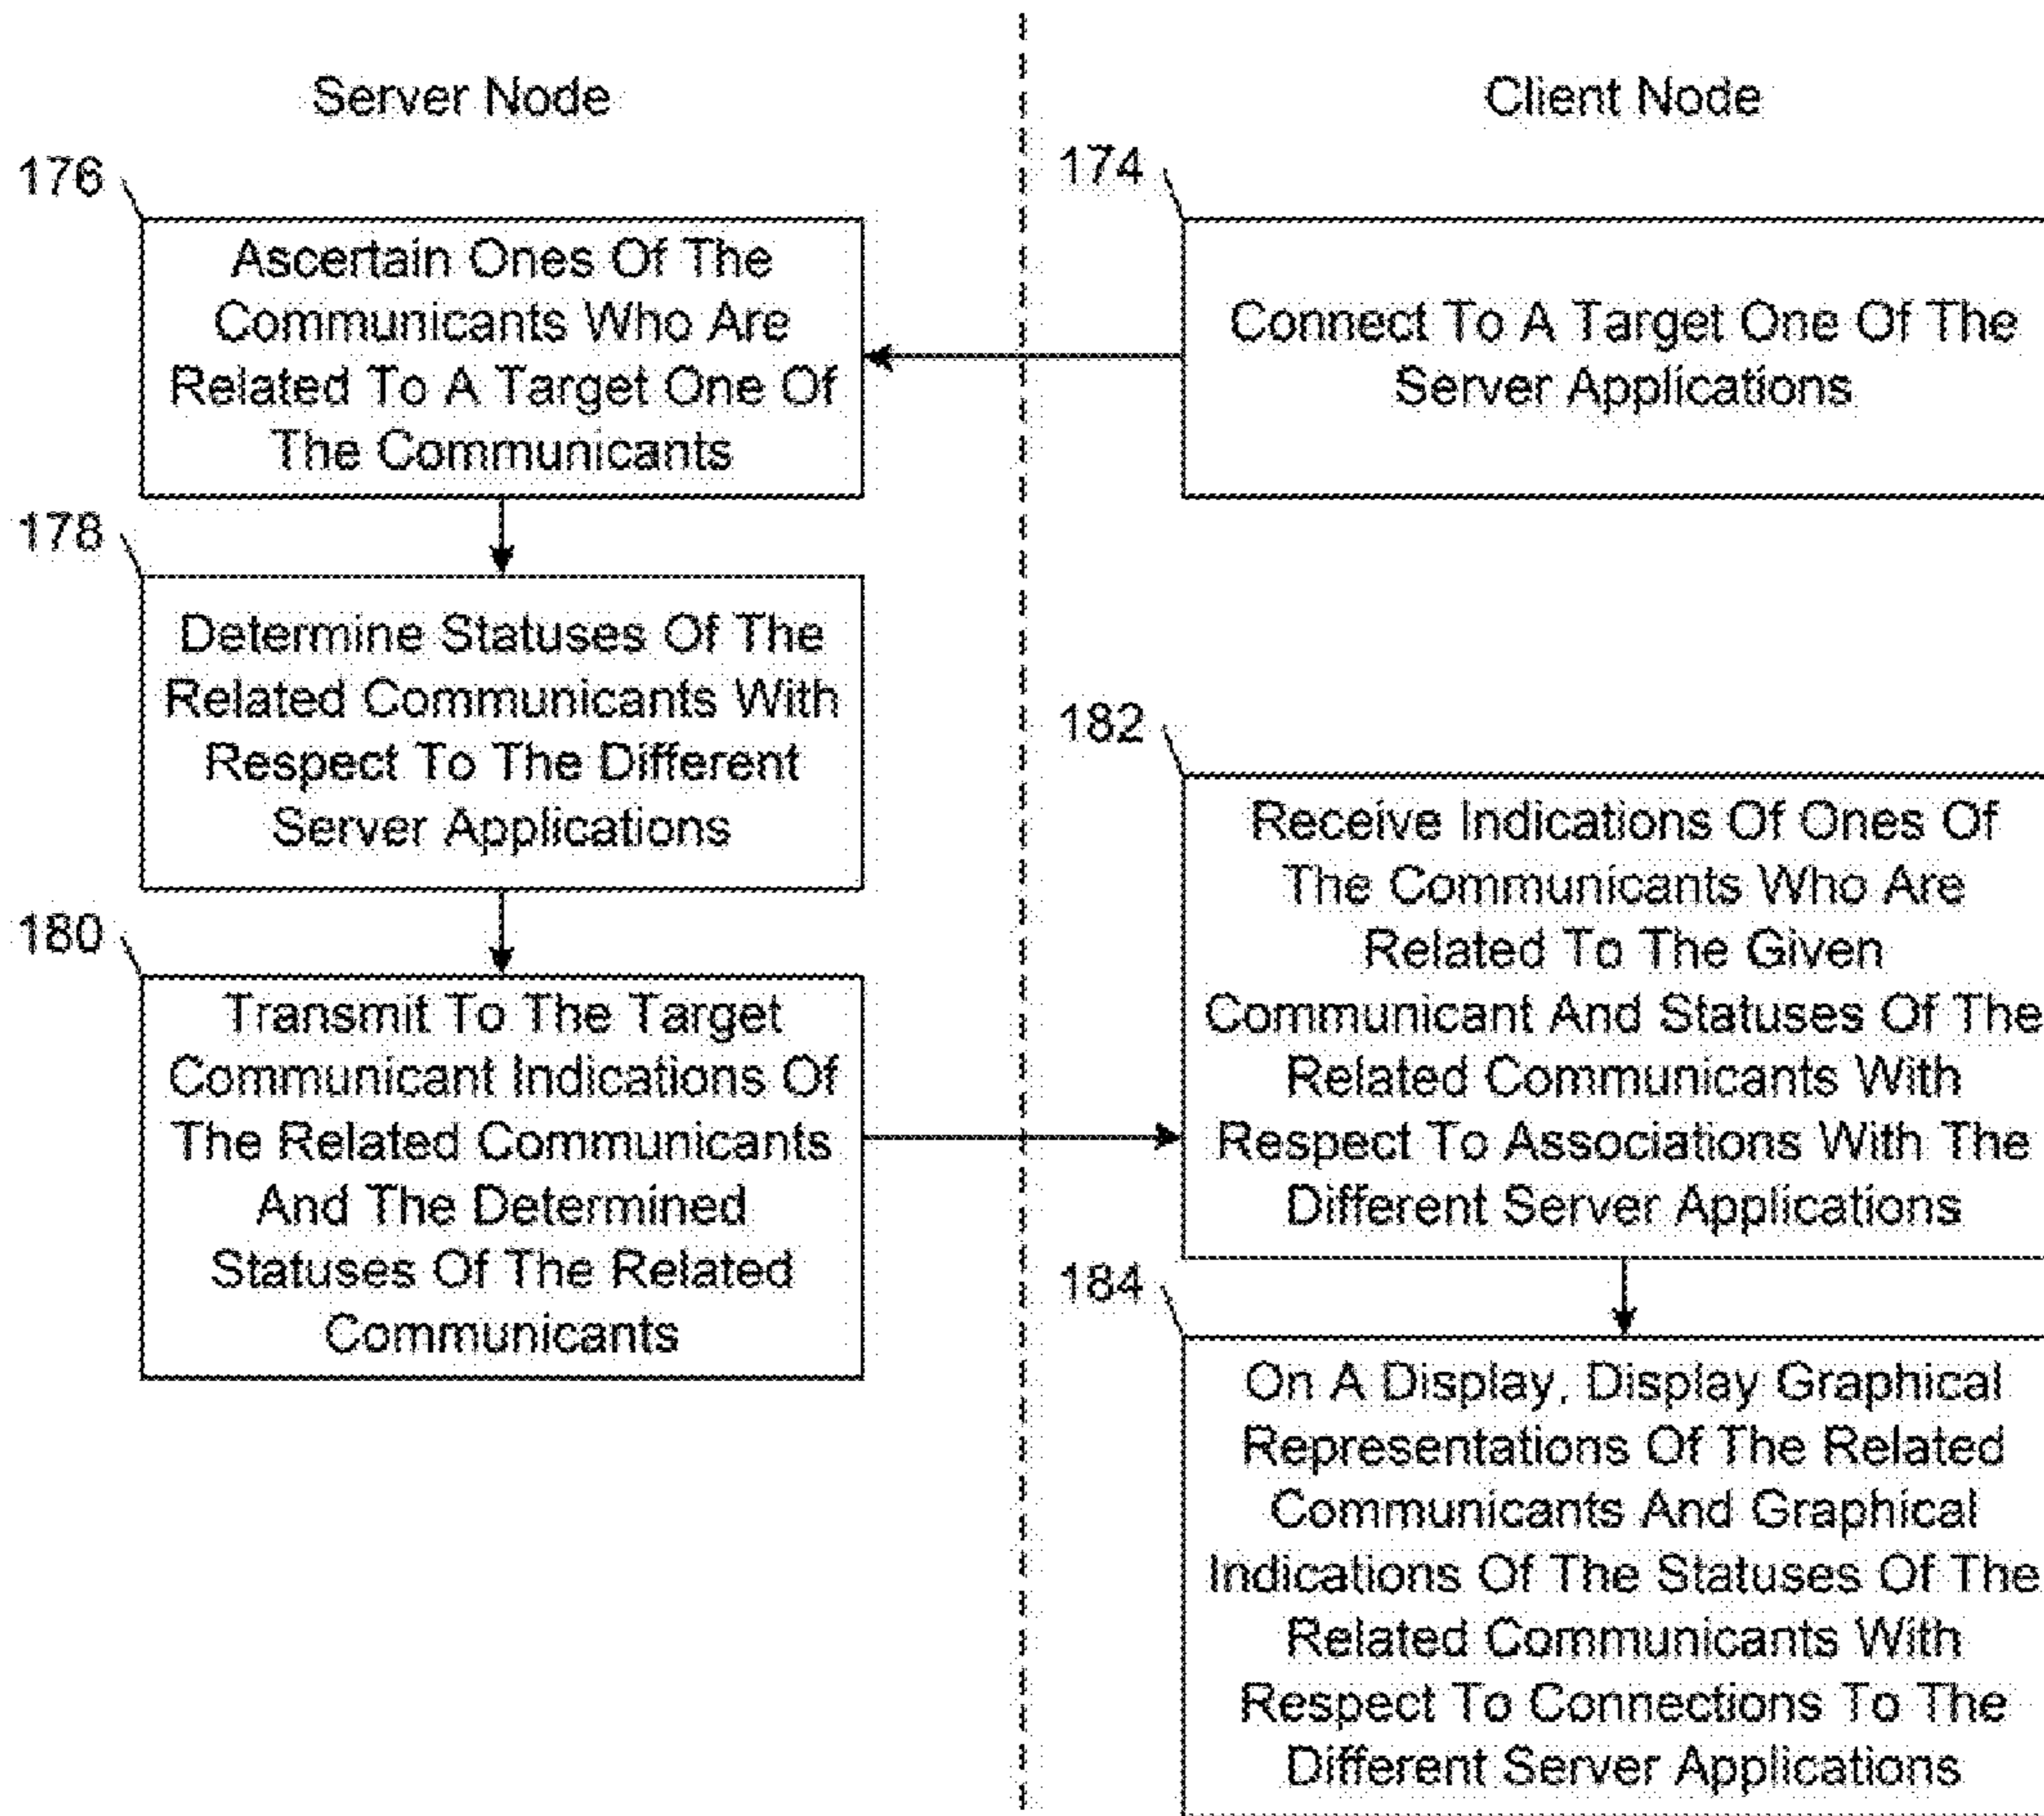 Server Node
176
Ascertain Ones Of The
Communicants Who Are
Related To A Target One Of
The Communicants
178
Determine Statuses Of The
Related Communicants With
Respect To The Different
Server Applications
180
Transmit To The Target
Communicant Indications Of
The Related Communicants
And The Determined
Statuses Of The Related
Communicants
Client Node
174
Connect To A Target One Of The
Server Applications
182
Receive Indications Of Ones Of
The Communicants Who Are
Related To The Given
Communicant And Statuses Of The
Related Communicants With
Respect To Associations With The
Different Server Applications
184
On A Display, Display Graphical
Representations Of The Related
Communicants And Graphical
Indications Of The Statuses Of The
Related Communicants With
Respect To Connections To The
Different Server Applications